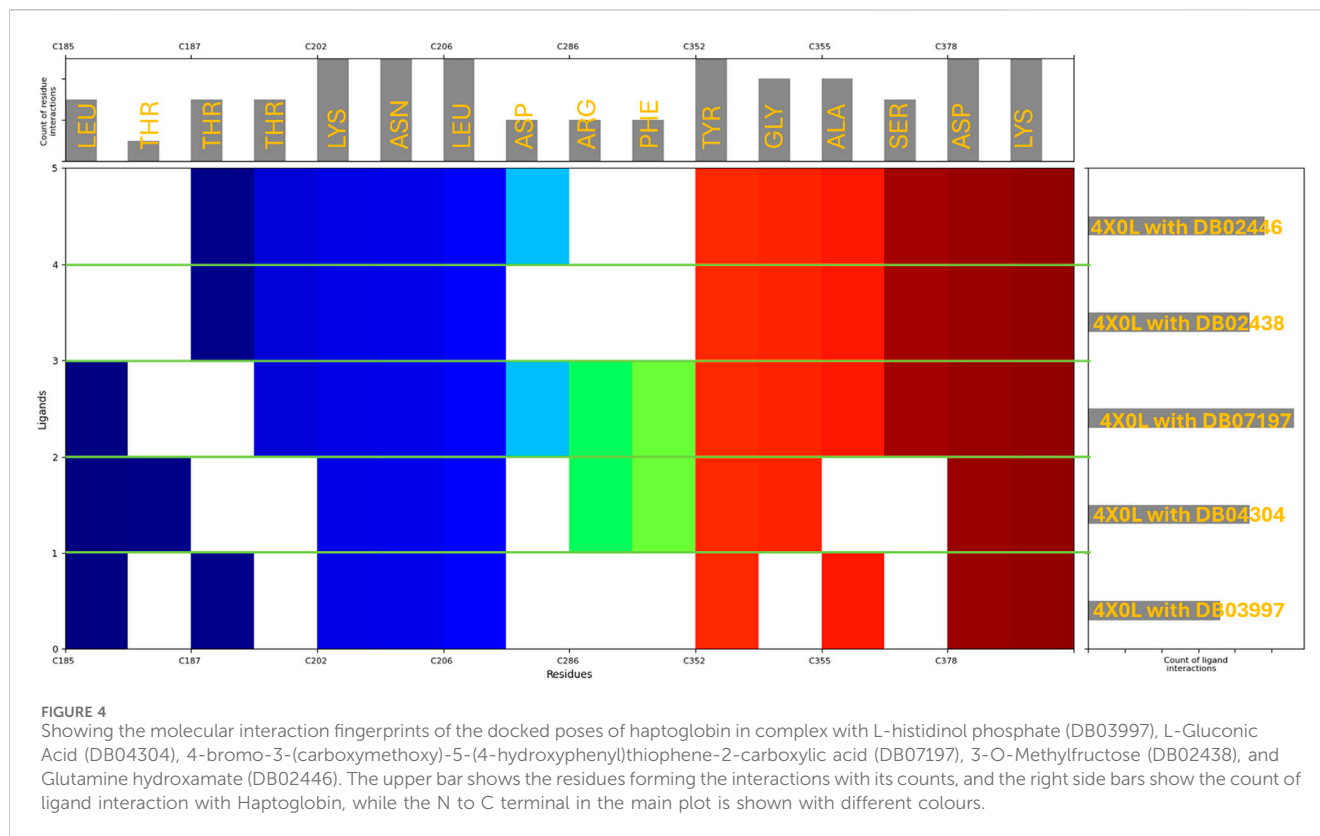 C185 C187 C202 C206 C286 C352 C355 C378
Count of residue
interactions
LEU THR THR THR LYS ASN LEU ASP ARG PHE TYR GLY ALA SER ASP LYS
5
4
3
2
1
0
Ligands
4X0L with DB02446
4X0L with DB02438
4X0L with DB07197
4X0L with DB04304
4X0L with DB03997
C185 C187 C202 C206 C286 C352 C355 C378
Residues
Count of ligand
interactions
FIGURE 4
Showing the molecular interaction fingerprints of the docked poses of haptoglobin in complex with L-histidinol phosphate (DB03997), L-Gluconic
Acid (DB04304), 4-bromo-3-(carboxymethoxy)-5-(4-hydroxyphenyl)thiophene-2-carboxylic acid (DB07197), 3-O-Methylfructose (DB02438), and
Glutamine hydroxamate (DB02446). The upper bar shows the residues forming the interactions with its counts, and the right side bars show the count of
ligand interaction with Haptoglobin, while the N to C terminal in the main plot is shown with different colours.